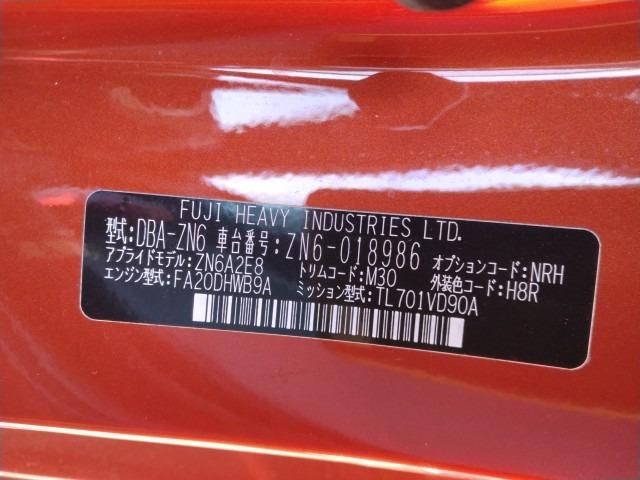 FUJI HEAVY INDUSTRIES LTD.
型式:DBA-ZN6 車台番号:ZN6-018986 オプションコード:NRH
アプライドモデル:ZN6A2E8 トリムコード:M30 外装色コード:H8R
エンジン型式:FA20DHWB9A ミッション型式:TL701VD90A